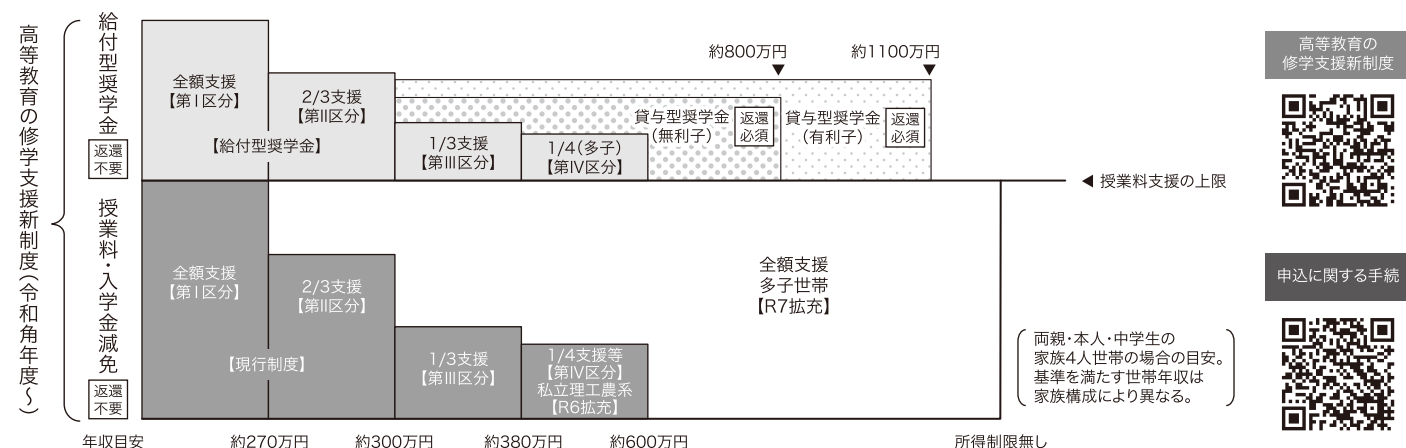 高等教育の修学支援新制度（令和角年度～）
給付型奨学金
返還
不要
授業料・入学金減免
返還
不要
全額支援
【第Ⅰ区分】
2/3支援
【第Ⅱ区分】
【給付型奨学金】
1/3支援
【第Ⅲ区分】
1/4（多子）
【第Ⅳ区分】
約800万円
▼
約1100万円
▼
貸与型奨学金
（無利子）
返還
必須
貸与型奨学金
（有利子）
返還
必須
◀ 授業料支援の上限
全額支援
【第Ⅰ区分】
2/3支援
【第Ⅱ区分】
【現行制度】
1/3支援
【第Ⅲ区分】
1/4支援等
【第Ⅳ区分】
私立理工農系
【R6拡充】
全額支援
多子世帯
【R7拡充】
両親・本人・中学生の
家族4人世帯の場合の目安。
基準を満たす世帯年収は
家族構成により異なる。
年収目安
約270万円
約300万円
約380万円
約600万円
所得制限無し
高等教育の
修学支援新制度
申込に関する手続